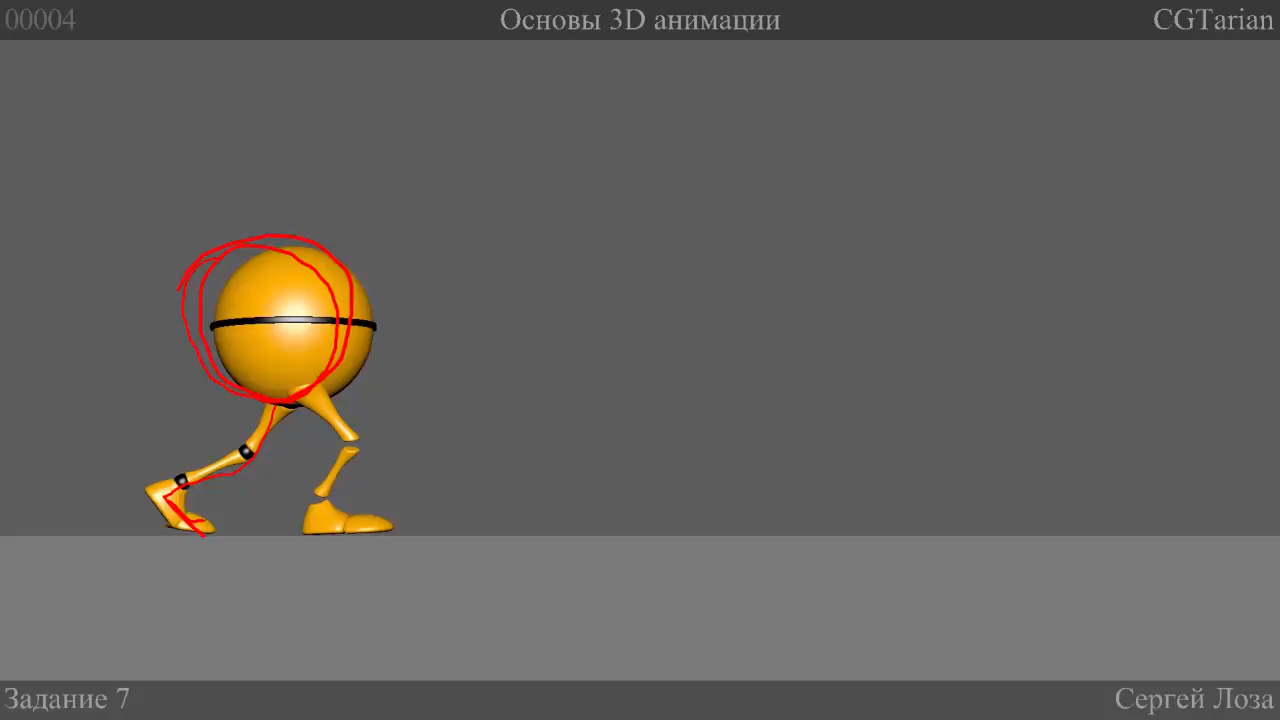 00004
Основы 3D анимации
CGTarian
Задание 7
Сергей Лоза